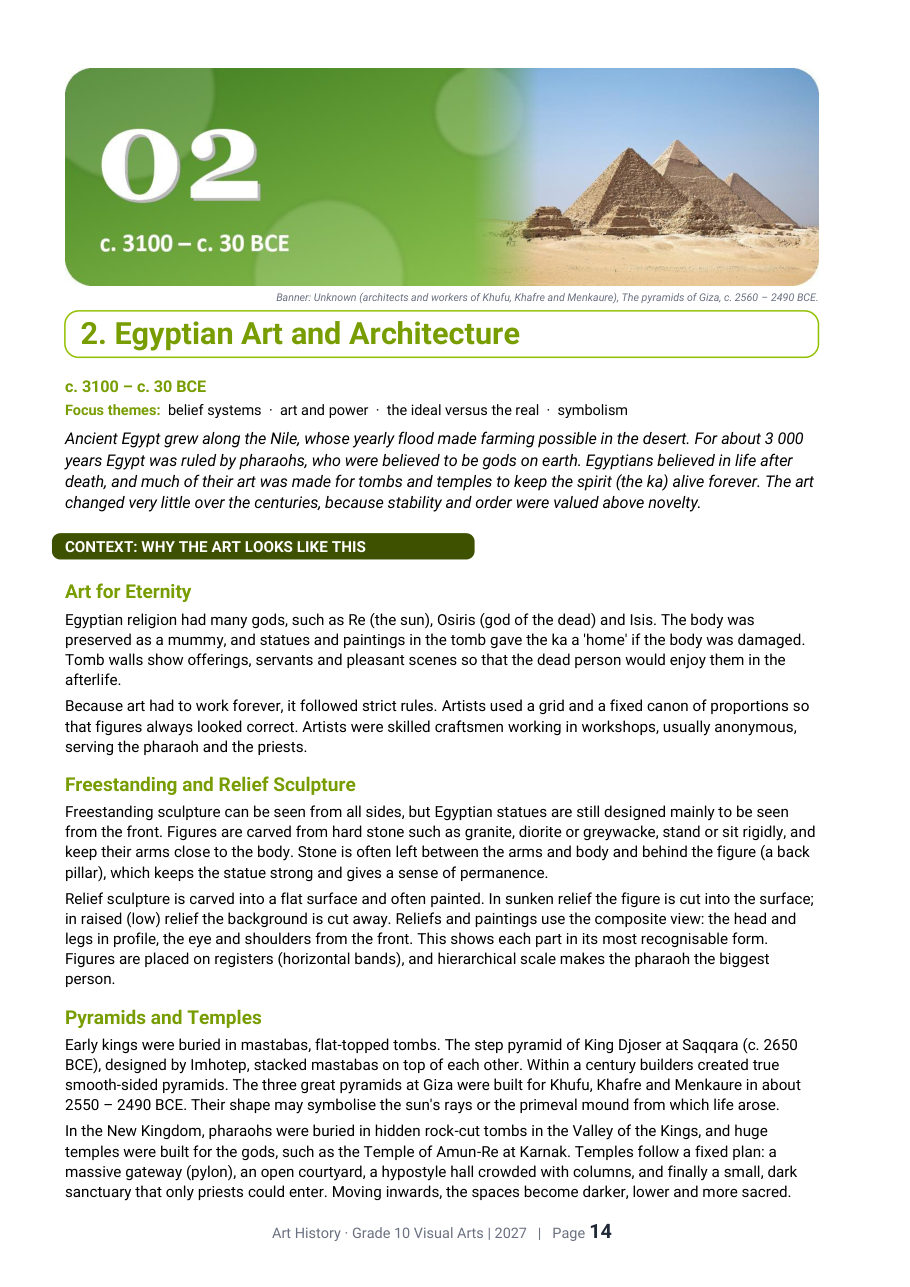 02
c. 3100 – c. 30 BCE
Banner: Unknown (architects and workers of Khufu, Khafre and Menkaure), The pyramids of Giza, c. 2560 – 2490 BCE.
2. Egyptian Art and Architecture
c. 3100 – c. 30 BCE
Focus themes: belief systems · art and power · the ideal versus the real · symbolism
Ancient Egypt grew along the Nile, whose yearly flood made farming possible in the desert. For about 3 000
years Egypt was ruled by pharaohs, who were believed to be gods on earth. Egyptians believed in life after
death, and much of their art was made for tombs and temples to keep the spirit (the ka) alive forever. The art
changed very little over the centuries, because stability and order were valued above novelty.
CONTEXT: WHY THE ART LOOKS LIKE THIS
Art for Eternity
Egyptian religion had many gods, such as Re (the sun), Osiris (god of the dead) and Isis. The body was
preserved as a mummy, and statues and paintings in the tomb gave the ka a 'home' if the body was damaged.
Tomb walls show offerings, servants and pleasant scenes so that the dead person would enjoy them in the
afterlife.
Because art had to work forever, it followed strict rules. Artists used a grid and a fixed canon of proportions so
that figures always looked correct. Artists were skilled craftsmen working in workshops, usually anonymous,
serving the pharaoh and the priests.
Freestanding and Relief Sculpture
Freestanding sculpture can be seen from all sides, but Egyptian statues are still designed mainly to be seen
from the front. Figures are carved from hard stone such as granite, diorite or greywacke, stand or sit rigidly, and
keep their arms close to the body. Stone is often left between the arms and body and behind the figure (a back
pillar), which keeps the statue strong and gives a sense of permanence.
Relief sculpture is carved into a flat surface and often painted. In sunken relief the figure is cut into the surface;
in raised (low) relief the background is cut away. Reliefs and paintings use the composite view: the head and
legs in profile, the eye and shoulders from the front. This shows each part in its most recognisable form.
Figures are placed on registers (horizontal bands), and hierarchical scale makes the pharaoh the biggest
person.
Pyramids and Temples
Early kings were buried in mastabas, flat-topped tombs. The step pyramid of King Djoser at Saqqara (c. 2650
BCE), designed by Imhotep, stacked mastabas on top of each other. Within a century builders created true
smooth-sided pyramids. The three great pyramids at Giza were built for Khufu, Khafre and Menkaure in about
2550 – 2490 BCE. Their shape may symbolise the sun's rays or the primeval mound from which life arose.
In the New Kingdom, pharaohs were buried in hidden rock-cut tombs in the Valley of the Kings, and huge
temples were built for the gods, such as the Temple of Amun-Re at Karnak. Temples follow a fixed plan: a
massive gateway (pylon), an open courtyard, a hypostyle hall crowded with columns, and finally a small, dark
sanctuary that only priests could enter. Moving inwards, the spaces become darker, lower and more sacred.
Art History · Grade 10 Visual Arts | 2027 | Page 14